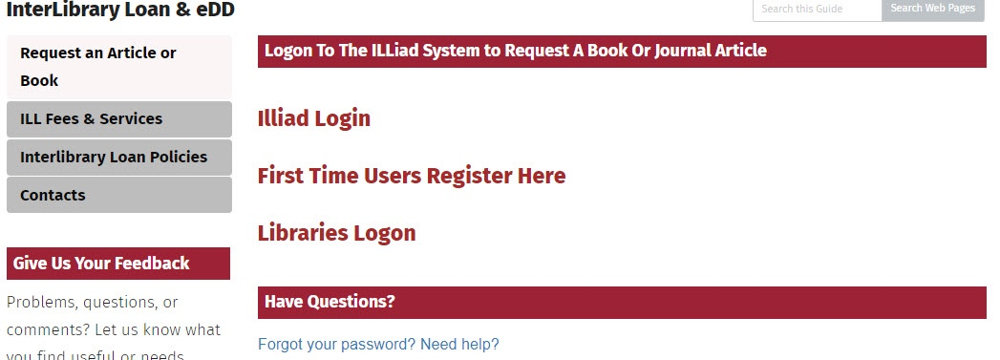 InterLibrary Loan & eDD
Search this Guide
Search Web Pages
Request an Article or
Book
ILL Fees & Services
Interlibrary Loan Policies
Contacts
Give Us Your Feedback
Problems, questions, or
comments? Let us know what
you find useful or needs
Logon To The ILLiad System to Request A Book Or Journal Article
Illiad Login
First Time Users Register Here
Libraries Logon
Have Questions?
Forgot your password? Need help?